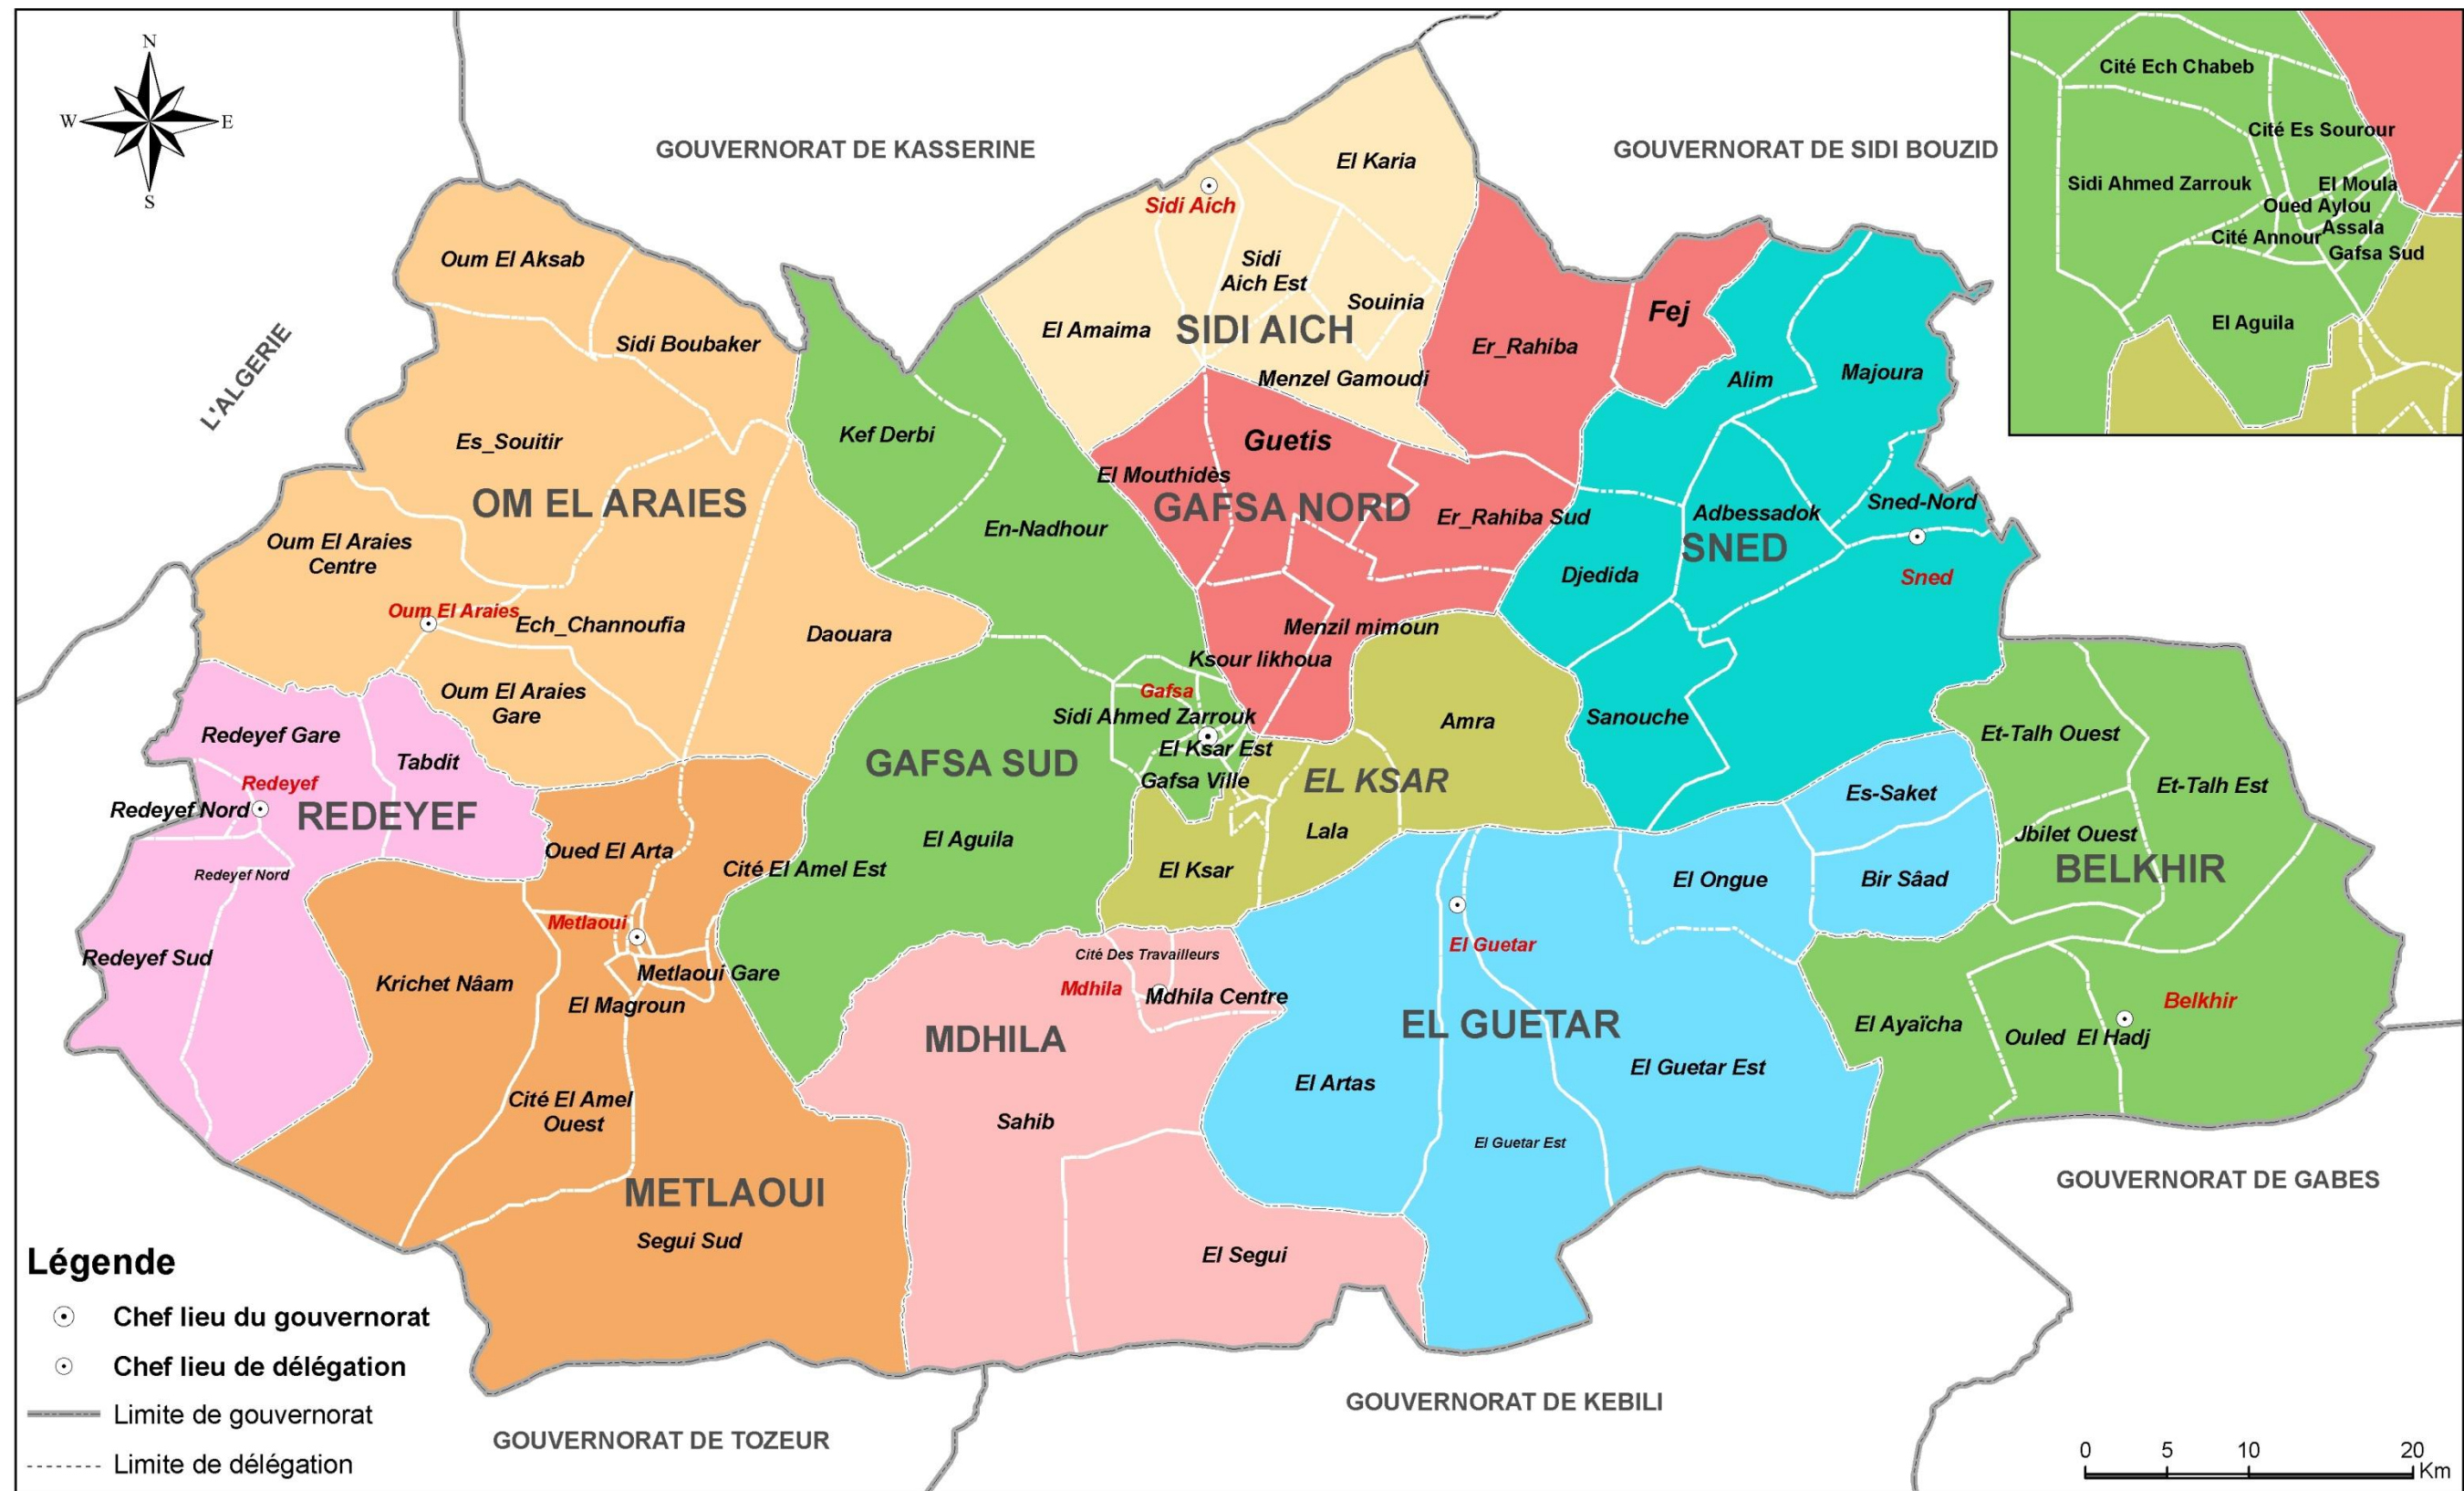 N
W
E
S
GOUVERNORAT DE KASSERINE
GOUVERNORAT DE SIDI BOUZID
L'ALGERIE
Cité Ech Chabeb
Cité Es Sourour
Sidi Ahmed Zarrouk
El Moula
Oued Aylou
Assala
Cité Annour
Gafsa Sud
El Aguila
Oum El Aksab
Sidi Boubaker
Es_Souitir
OM EL ARAIES
Oum El Araies
Centre
Oum El Araies
Ech_Channoufia
Daouara
Oum El Araies
Gare
El Karia
Sidi Aich
Sidi
Aich Est
Souinia
El Amaima
SIDI AICH
Menzel Gamoudi
Er_Rahiba
Fej
Guetis
El Mouthidès
GAFSA NORD
Er_Rahiba Sud
Menzil mimoun
Ksour likhoua
Alim
Majoura
Adbessadok
Sned-Nord
SNED
Djedida
Sned
Sanouche
Kef Derbi
En-Nadhour
Gafsa
Sidi Ahmed Zarrouk
El Ksar Est
Gafsa Ville
GAFSA SUD
El Aguila
Amra
EL KSAR
Lala
El Ksar
Redeyef Gare
Tabdit
Redeyef
Redeyef Nord
REDEYEF
Redeyef Nord
Redeyef Sud
Oued El Arta
Cité El Amel Est
Metlaoui
Metlaoui Gare
Krichet Nâam
El Magroun
Cité El Amel
Ouest
METLAOUI
Segui Sud
Cité Des Travailleurs
Mdhila
Mdhila Centre
MDHILA
Sahib
El Segui
Es-Saket
Bir Sâad
El Ongue
El Guetar
EL GUETAR
El Artas
El Guetar Est
El Guetar Est
Et-Talh Ouest
Et-Talh Est
Jbilet Ouest
BELKHIR
Belkhir
El Ayaïcha
Ouled El Hadj
GOUVERNORAT DE GABES
GOUVERNORAT DE KEBILI
GOUVERNORAT DE TOZEUR
Légende
Chef lieu du gouvernorat
Chef lieu de délégation
Limite de gouvernorat
Limite de délégation
0 5 10 20
Km